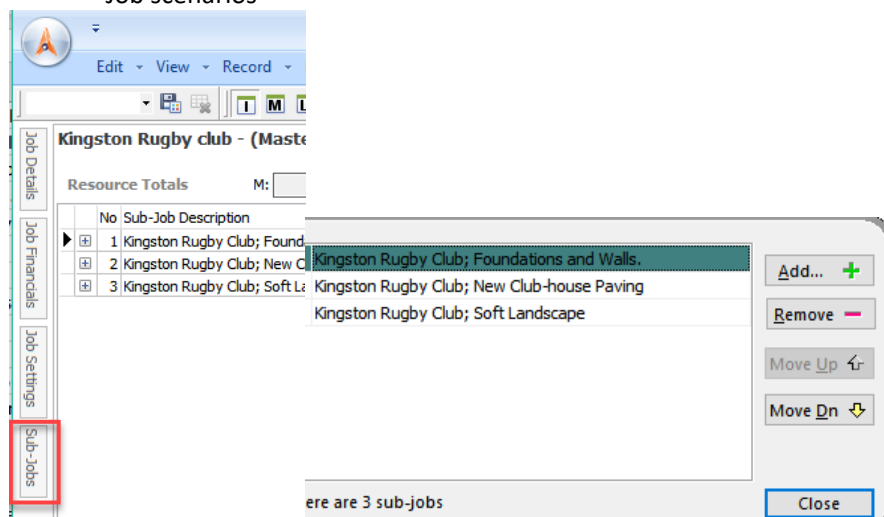 Job scenarios
Edit View Record
I M L
Kingston Rugby club - (Maste
Resource Totals M:
No Sub-Job Description
1 Kingston Rugby Club; Found
2 Kingston Rugby Club; New C
3 Kingston Rugby Club; Soft La
Job Details
Job Financials
Job Settings
Sub-Jobs
Kingston Rugby Club; Foundations and Walls.
Kingston Rugby Club; New Club-house Paving
Kingston Rugby Club; Soft Landscape
ere are 3 sub-jobs
Add...
Remove
Move Up
Move Dn
Close